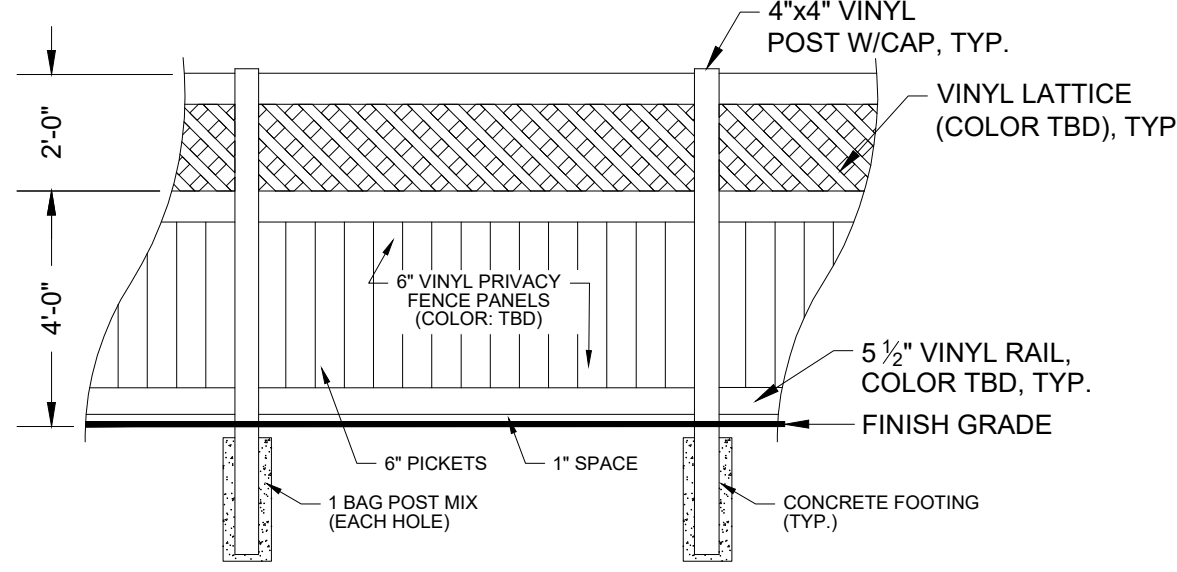 4"x4" VINYL
POST W/CAP, TYP.
VINYL LATTICE
(COLOR TBD), TYP
2'-0"
4'-0"
6" VINYL PRIVACY
FENCE PANELS
(COLOR: TBD)
5 ½" VINYL RAIL,
COLOR TBD, TYP.
FINISH GRADE
6" PICKETS
1" SPACE
1 BAG POST MIX
(EACH HOLE)
CONCRETE FOOTING
(TYP.)